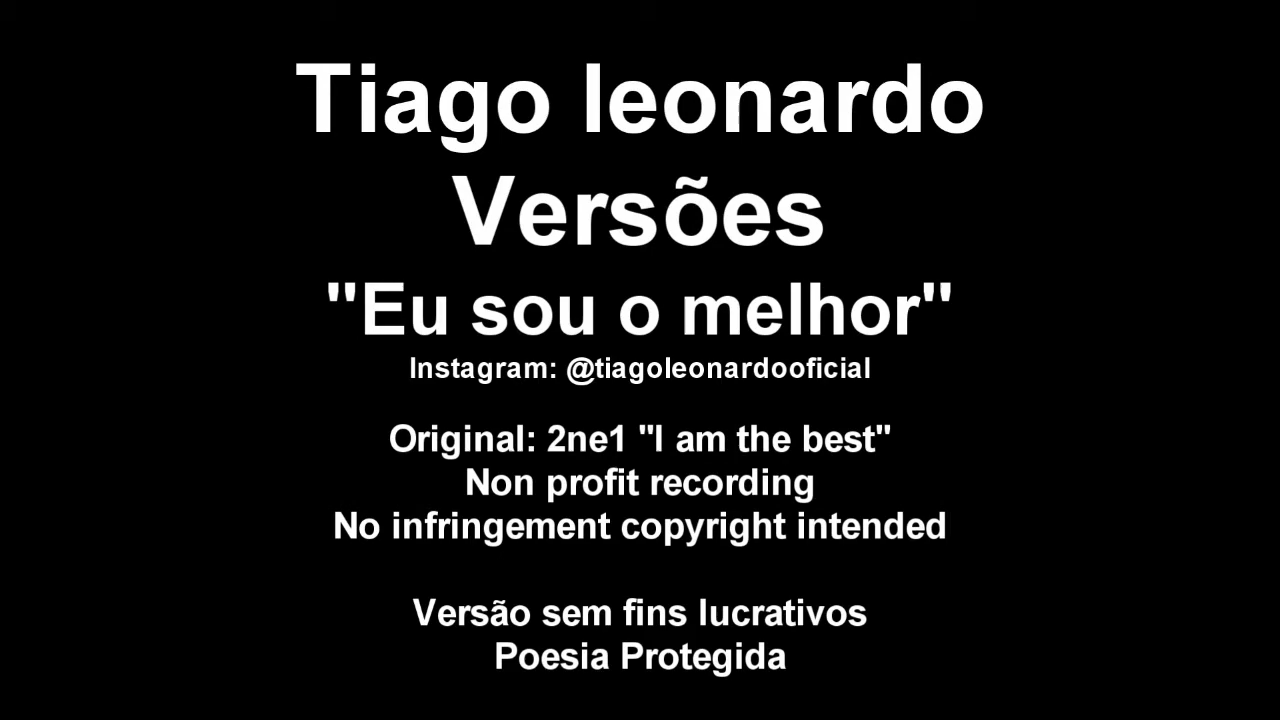 Tiago leonardo
Versões
"Eu sou o melhor"
Instagram: @tiagoleonardooficial
Original: 2ne1 "I am the best"
Non profit recording
No infringement copyright intended
Versão sem fins lucrativos
Poesia Protegida